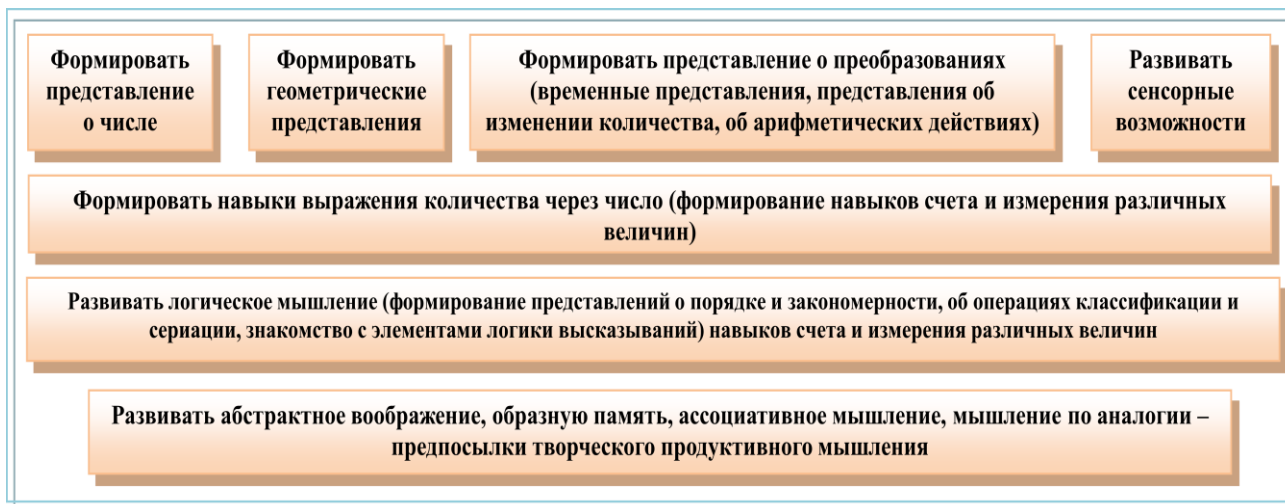 Формировать
представление
о числе
Формировать
геометрические
представления
Формировать представление о преобразованиях
(временные представления, представления об
изменении количества, об арифметических действиях)
Развивать
сенсорные
возможности
Формировать навыки выражения количества через число (формирование навыков счета и измерения различных
величин)
Развивать логическое мышление (формирование представлений о порядке и закономерности, об операциях классификации и
сериации, знакомство с элементами логики высказываний) навыков счета и измерения различных величин
Развивать абстрактное воображение, образную память, ассоциативное мышление, мышление по аналогии –
предпосылки творческого продуктивного мышления